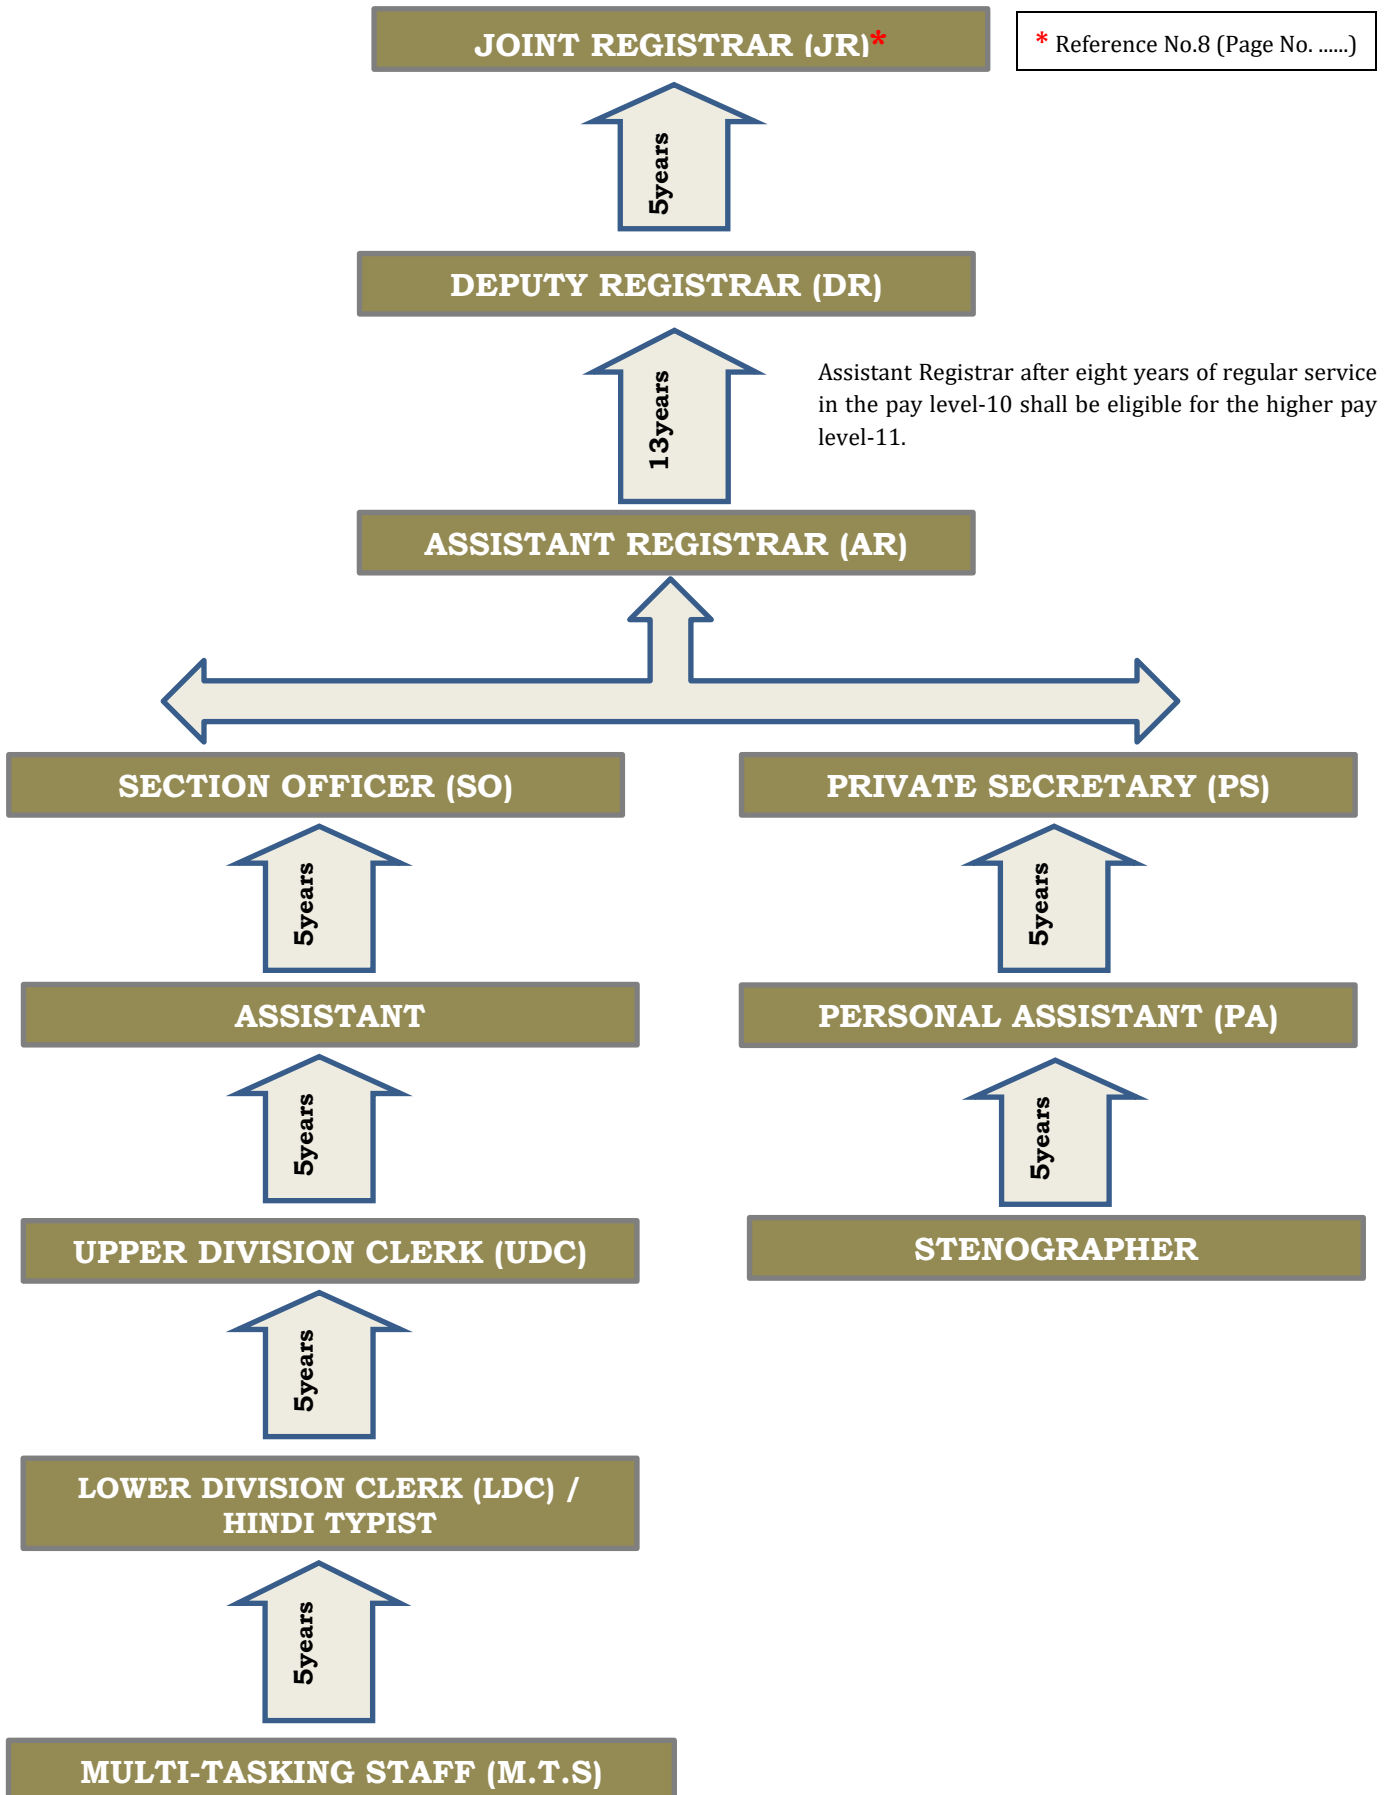 JOINT REGISTRAR (JR)*
* Reference No.8 (Page No. ......)
5years
DEPUTY REGISTRAR (DR)
13years
Assistant Registrar after eight years of regular service
in the pay level-10 shall be eligible for the higher pay
level-11.
ASSISTANT REGISTRAR (AR)
SECTION OFFICER (SO)
PRIVATE SECRETARY (PS)
5years
5years
ASSISTANT
PERSONAL ASSISTANT (PA)
5years
5years
UPPER DIVISION CLERK (UDC)
STENOGRAPHER
5years
LOWER DIVISION CLERK (LDC) /
HINDI TYPIST
5years
MULTI-TASKING STAFF (M.T.S)